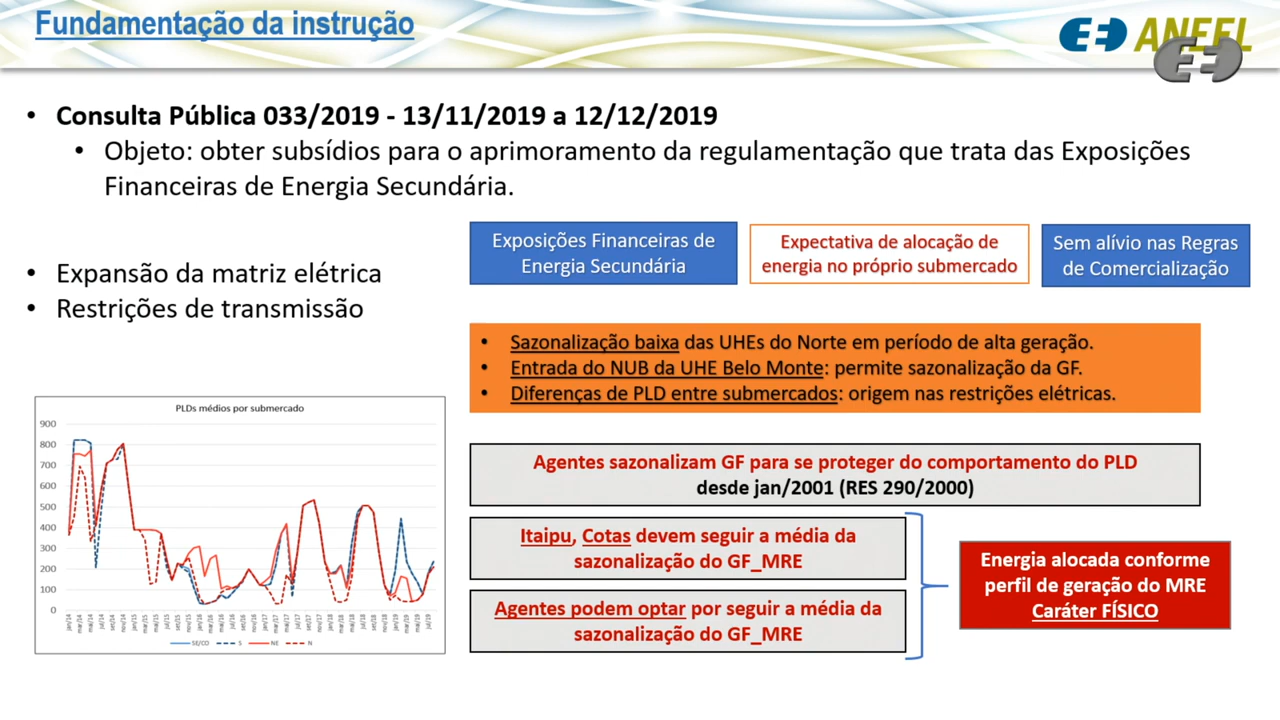 Fundamentação da instrução
ANEEL
• Consulta Pública 033/2019 - 13/11/2019 a 12/12/2019
• Objeto: obter subsídios para o aprimoramento da regulamentação que trata das Exposições
Financeiras de Energia Secundária.
• Expansão da matriz elétrica
• Restrições de transmissão
Exposições Financeiras de
Energia Secundária
Expectativa de alocação de
energia no próprio submercado
Sem alívio nas Regras
de Comercialização
• Sazonalização baixa das UHEs do Norte em período de alta geração.
• Entrada do NUB da UHE Belo Monte: permite sazonalização da GF.
• Diferenças de PLD entre submercados: origem nas restrições elétricas.
PLDs médios por submercado
900
800
700
600
500
400
300
200
100
0
SE/CO S NE N
Agentes sazonalizam GF para se proteger do comportamento do PLD
desde jan/2001 (RES 290/2000)
Itaipu, Cotas devem seguir a média da
sazonalização do GF_MRE
Agentes podem optar por seguir a média da
sazonalização do GF_MRE
Energia alocada conforme
perfil de geração do MRE
Caráter FÍSICO